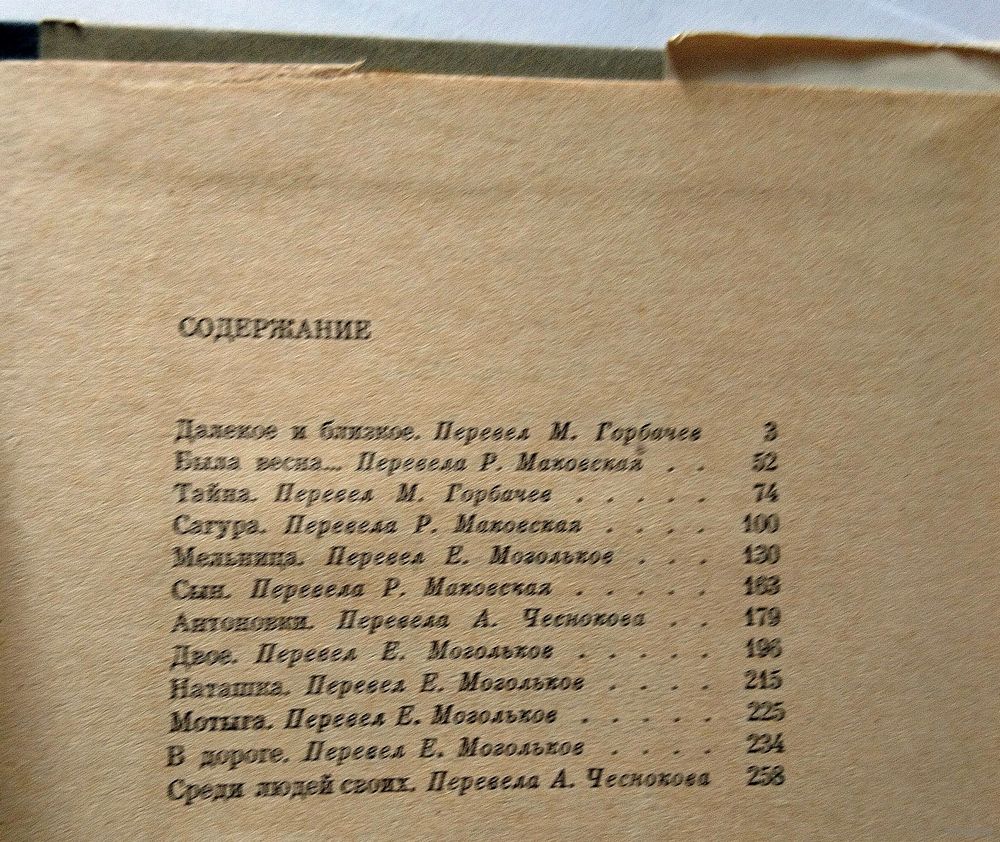 СОДЕРЖАНИЕ
Далекое и близкое. Перевел М. Горбачев 3
Была весна... Перевела Р. Маковская . . 52
Тайна. Перевел М. Горбачев . . . . . 74
Сагура. Перевела Р. Маковская . . . . 100
Мельница. Перевел Е. Могольков . . . 130
Сын. Перевела Р. Маковская . . . . . 163
Антоновки. Перевела А. Чеснокова . . 179
Двое. Перевел Е. Могольков . . . . . 196
Наташка. Перевел Е. Могольков . . . . 215
Мотыга. Перевел Е. Могольков . . . . . 225
В дороге. Перевел Е. Могольков . . . . 234
Среди людей своих. Перевела А. Чеснокова 258